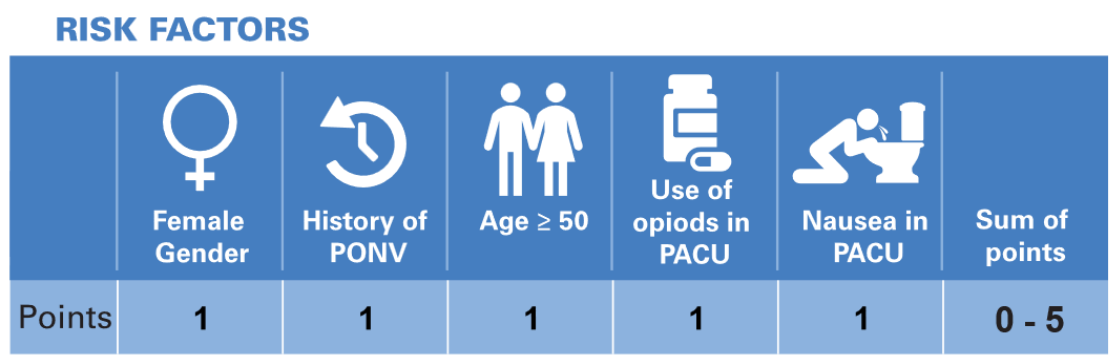 RISK FACTORS
Female
Gender
History of
PONV
Age ≥ 50
Use of
opiods in
PACU
Nausea in
PACU
Sum of
points
Points 1 1 1 1 1 0 - 5